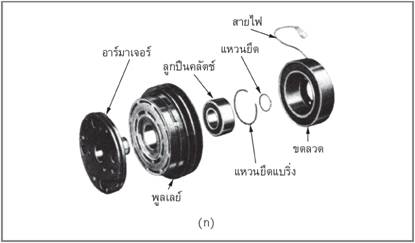 สายไฟ
แหวนยึด
ลูกปืนคลัตช์
อาร์มาเจอร์
ขดลวด
แหวนยึดแบริ่ง
พูลเลย์
(ก)